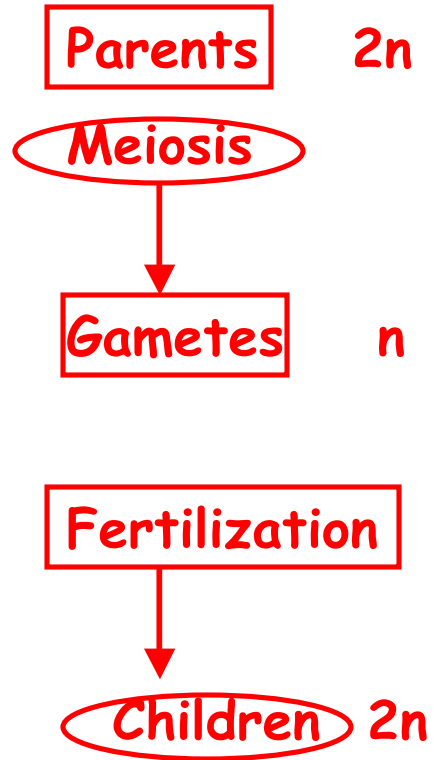 Parents 2n
Meiosis
Gametes n
Fertilization
Children 2n